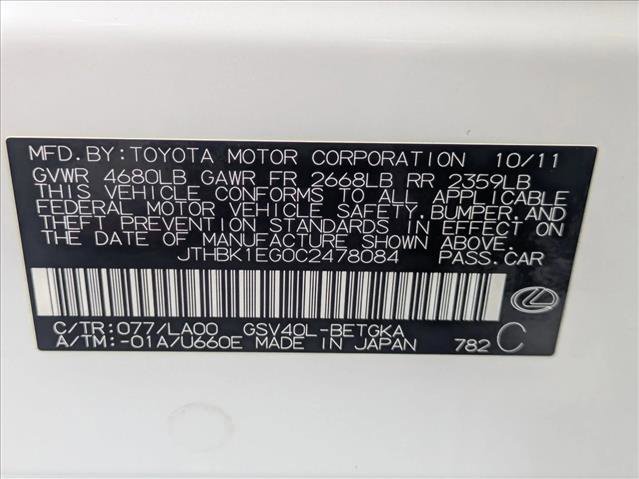 MFD. BY: TOYOTA MOTOR CORPORATION 10/11
GVWR 4680LB GAWR FR 2668LB RR 2359LB
THIS VEHICLE CONFORMS TO ALL APPLICABLE
FEDERAL MOTOR VEHICLE SAFETY, BUMPER, AND
THEFT PREVENTION STANDARDS IN EFFECT ON
THE DATE OF MANUFACTURE SHOWN ABOVE.
JTHBK1EG0C2478084 PASS. CAR
C/TR: 077/LA00 GSV40L-BETGKA
A/TM: -01A/U660E MADE IN JAPAN 782 C